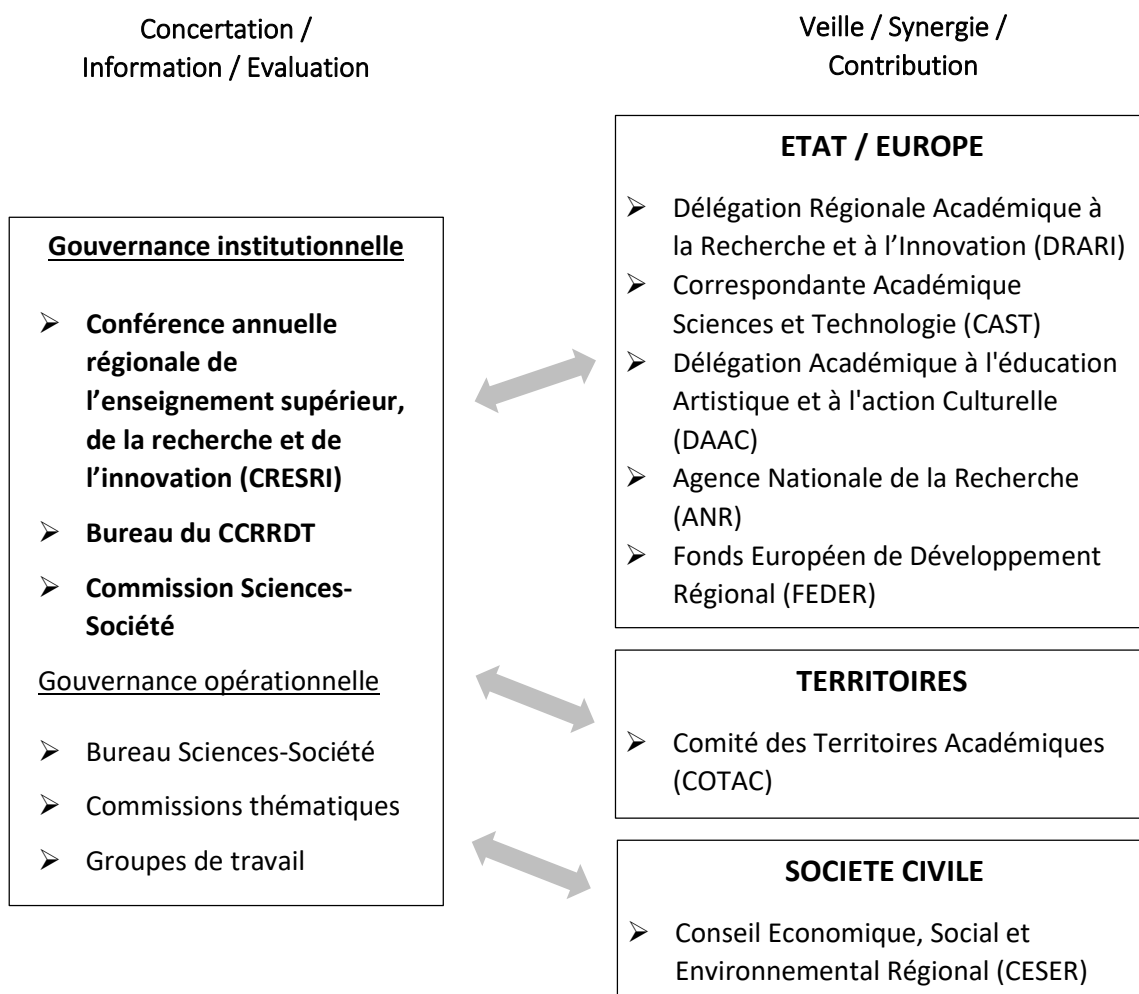 Concertation /
Information / Evaluation
Veille / Synergie /
Contribution
Gouvernance institutionnelle
➢ Conférence annuelle
régionale de
l’enseignement supérieur,
de la recherche et de
l’innovation (CRESRI)
➢ Bureau du CCRRDT
➢ Commission Sciences-
Société
Gouvernance opérationnelle
➢ Bureau Sciences-Société
➢ Commissions thématiques
➢ Groupes de travail
ETAT / EUROPE
➢ Délégation Régionale Académique à
la Recherche et à l’Innovation (DRARI)
➢ Correspondante Académique
Sciences et Technologie (CAST)
➢ Délégation Académique à l'éducation
Artistique et à l'action Culturelle
(DAAC)
➢ Agence Nationale de la Recherche
(ANR)
➢ Fonds Européen de Développement
Régional (FEDER)
TERRITOIRES
➢ Comité des Territoires Académiques
(COTAC)
SOCIETE CIVILE
➢ Conseil Economique, Social et
Environnemental Régional (CESER)